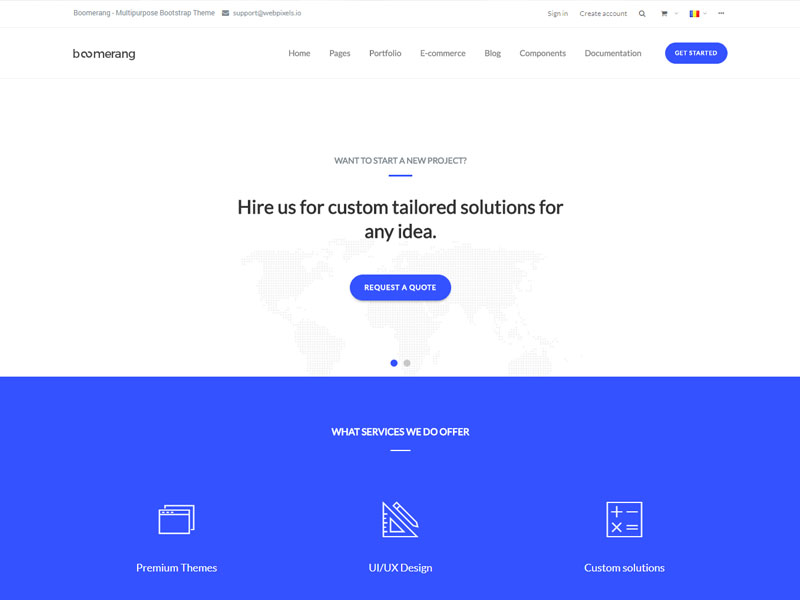 Boomerang - Multipurpose Bootstrap Theme support@webpixels.io Sign in Create account
boomerang Home Pages Portfolio E-commerce Blog Components Documentation GET STARTED
WANT TO START A NEW PROJECT?
Hire us for custom tailored solutions for
any idea.
REQUEST A QUOTE
WHAT SERVICES WE DO OFFER
Premium Themes UI/UX Design Custom solutions